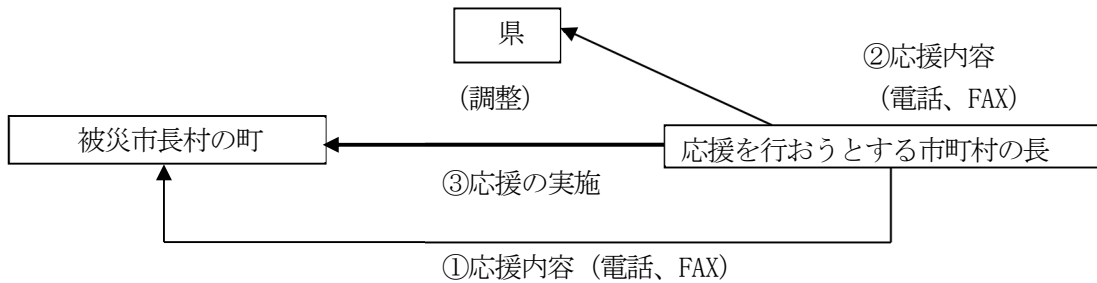 県
②応援内容
（電話、FAX）
（調整）
被災市長村の町
応援を行おうとする市町村の長
③応援の実施
①応援内容（電話、FAX）